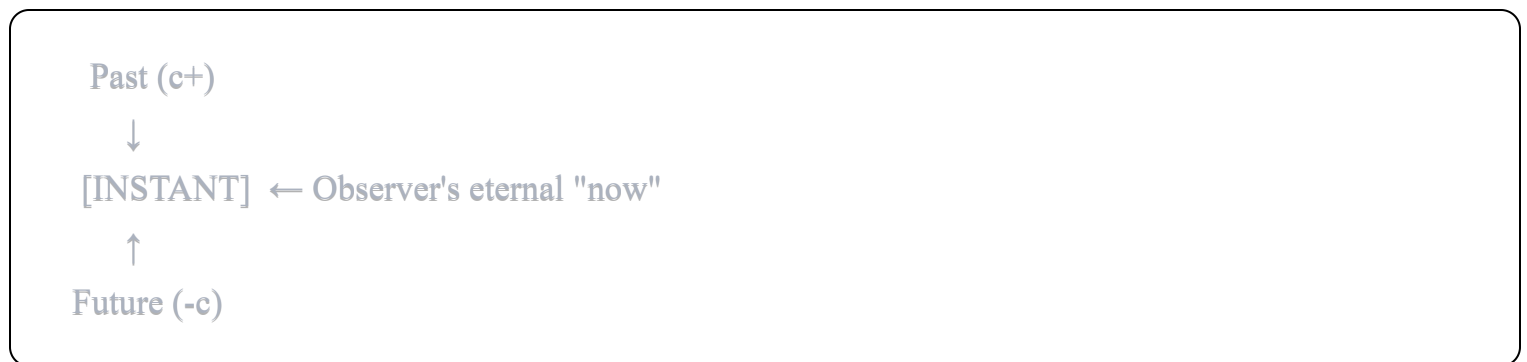 Past (c+)
↓
[INSTANT] ← Observer's eternal "now"
↑
Future (-c)